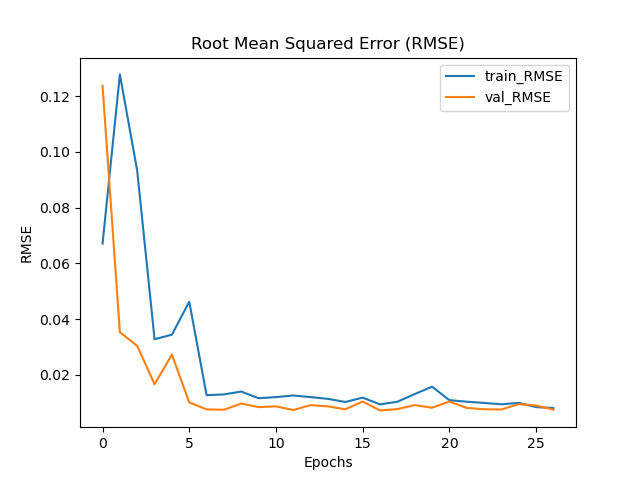 Root Mean Squared Error (RMSE)
train_RMSE
val_RMSE
0.12
0.10
0.08
0.06
0.04
0.02
RMSE
0 5 10 15 20 25
Epochs